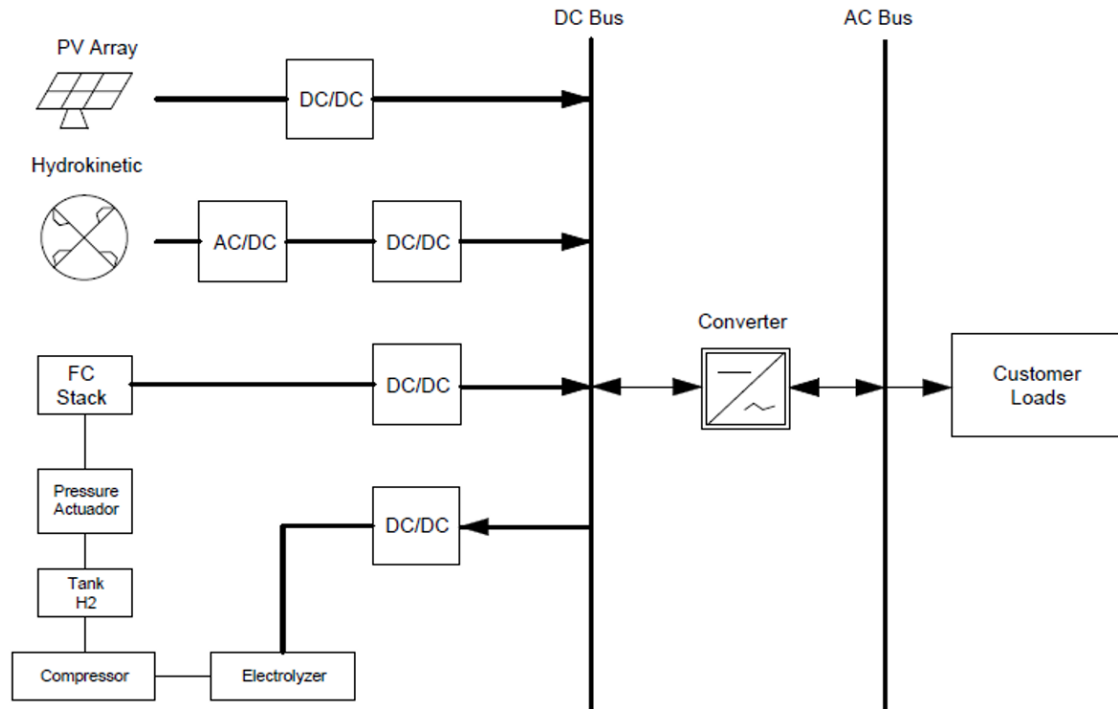 DC Bus
AC Bus
PV Array
DC/DC
Hydrokinetic
AC/DC
DC/DC
Converter
FC
Stack
DC/DC
Customer
Loads
Pressure
Actuador
DC/DC
Tank
H2
Compressor
Electrolyzer